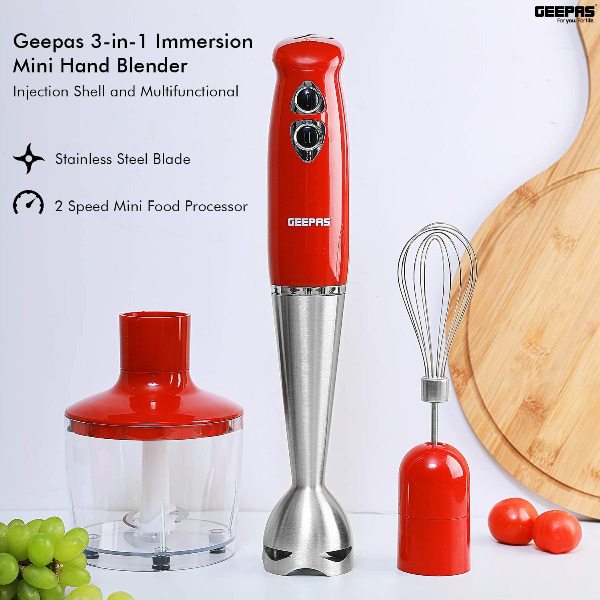 GEEPAS
For you. For life.
Geepas 3-in-1 Immersion
Mini Hand Blender
Injection Shell and Multifunctional
Stainless Steel Blade
2 Speed Mini Food Processor
GEEPAS